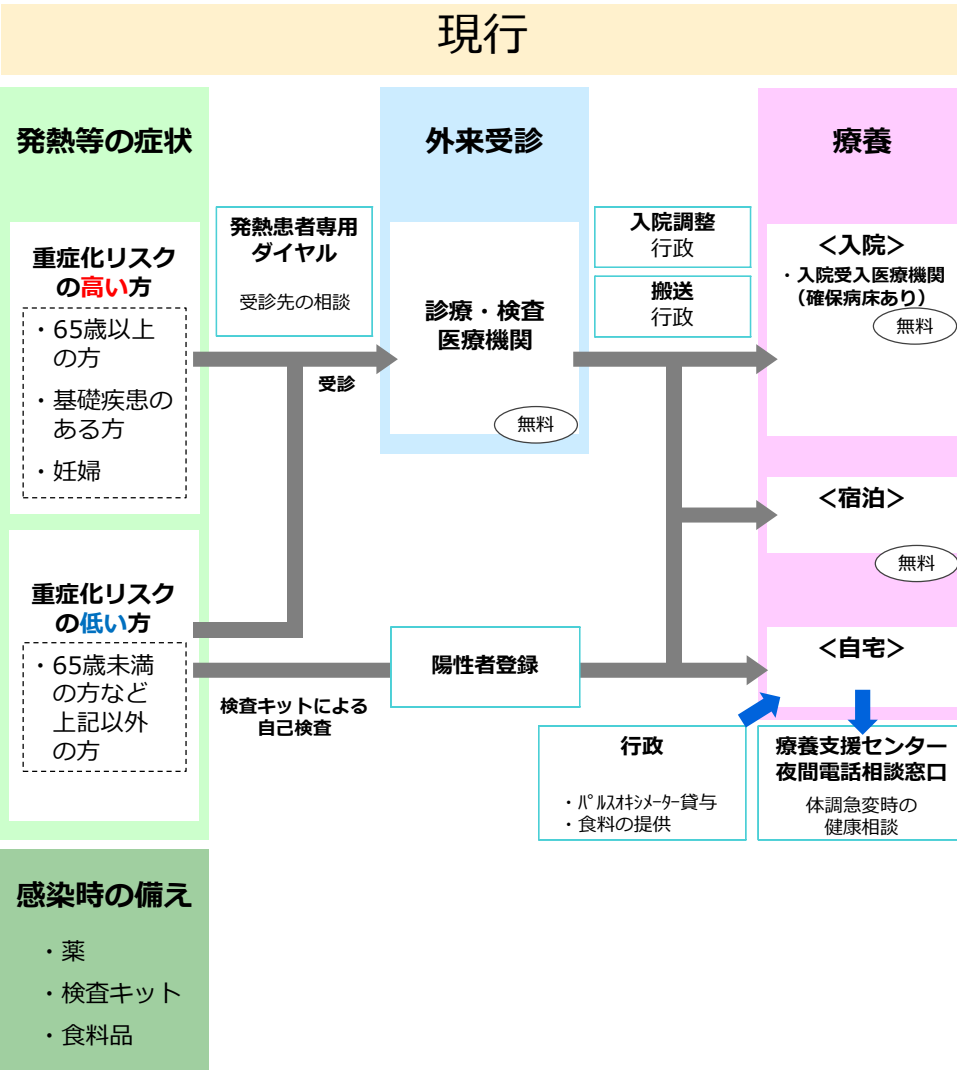 現行
発熱等の症状
重症化リスク
の高い方
・65歳以上
の方
・基礎疾患の
ある方
・妊婦
重症化リスク
の低い方
・65歳未満
の方など
上記以外
の方
感染時の備え
・薬
・検査キット
・食料品
発熱患者専用
ダイヤル
受診先の相談
受診
検査キットによる
自己検査
外来受診
診療・検査
医療機関
無料
陽性者登録
入院調整
行政
搬送
行政
療養
＜入院＞
・入院受入医療機関
（確保病床あり）
無料
＜宿泊＞
無料
＜自宅＞
行政
・ﾊﾟﾙｽｵｷｼﾒｰﾀｰ貸与
・食料の提供
療養支援センター
夜間電話相談窓口
体調急変時の
健康相談